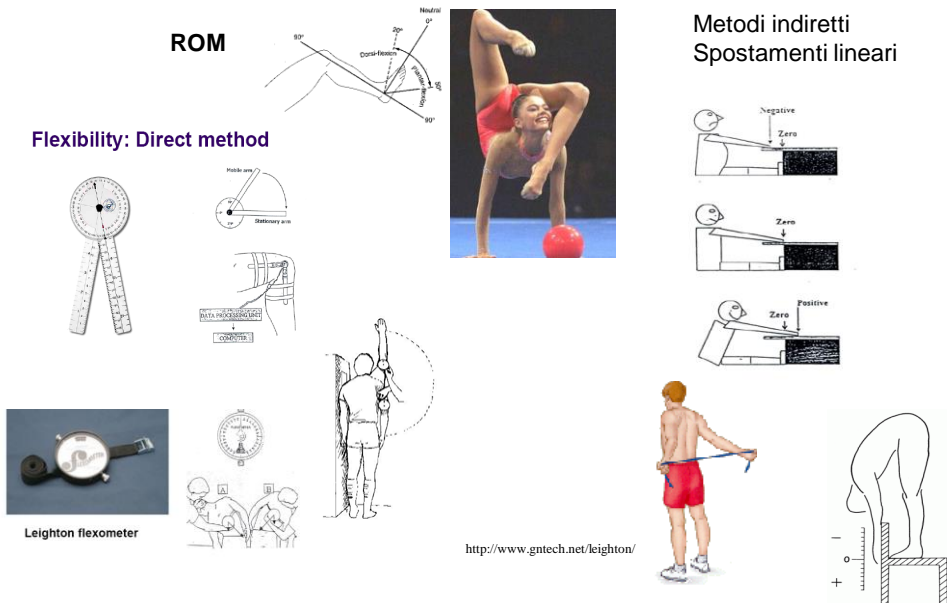 ROM
Neutral
0°
20°
90°
Dorsi-flexion
Plantar-flexion
50°
90°
Flexibility: Direct method
Mobile arm
Stationary arm
DATA PROCESSING UNIT
COMPUTER
A
B
Leighton flexometer
http://www.gntech.net/leighton/
Metodi indiretti
Spostamenti lineari
Negative
Zero
Zero
Positive
Zero
−
o
+